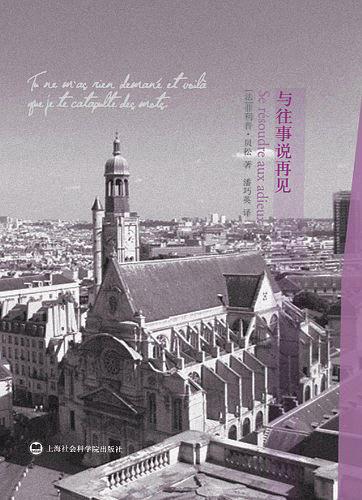 Tu ne m'as rien demandé et voilà
que je te catapulte des mots.
与往事说再见
Se résoudre aux adieux
[法]菲利普·贝松 著
潘巧英 译
上海社会科学院出版社